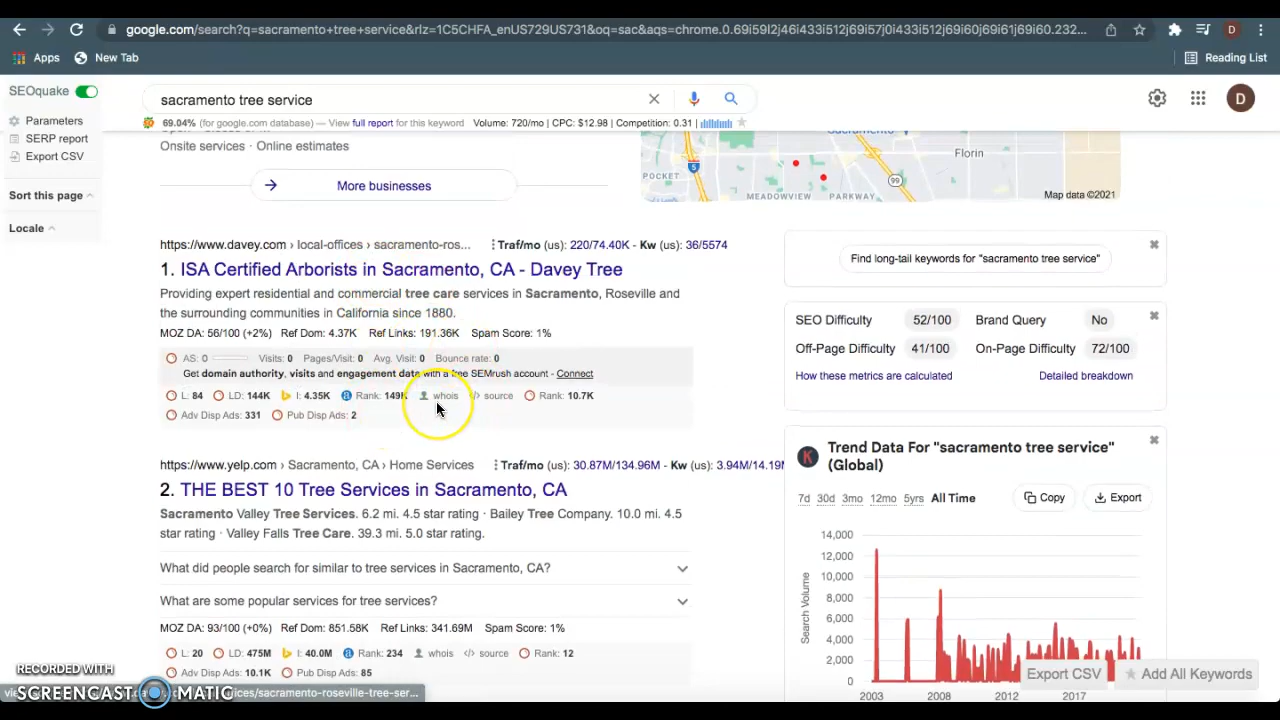 google.com/search?q=sacramento+tree+service&rlz=1C5CHFA_enUS729US731&oq=sac&aqs=chrome.0.69i59l2j46i433i512j69i57j0i433i512j69i60j69i61j69i60.232...
Apps
New Tab
Reading List
SEOquake
sacramento tree service
D
D
69.04% (for google.com database) — View full report for this keyword Volume: 720/mo | CPC: $12.98 | Competition: 0.31 |
Parameters
SERP report
Export CSV
Sort this page
Locale
Onsite services · Online estimates
More businesses
Sacramento
Florin
POCKET
5
99
MEADOWVIEW
PARKWAY
Map data ©2021
https://www.davey.com › local-offices › sacramento-ros...
Traf/mo (us): 220/74.40K - Kw (us): 36/5574
1. ISA Certified Arborists in Sacramento, CA - Davey Tree
Providing expert residential and commercial tree care services in Sacramento, Roseville and
the surrounding communities in California since 1880.
MOZ DA: 56/100 (+2%) Ref Dom: 4.37K Ref Links: 191.36K Spam Score: 1%
AS: 0 Visits: 0 Pages/Visit: 0 Avg. Visit: 0 Bounce rate: 0
Get domain authority, visits and engagement data with a free SEMrush account - Connect
L: 84 LD: 144K I: 4.35K Rank: 149K whois source Rank: 10.7K
Adv Disp Ads: 331 Pub Disp Ads: 2
https://www.yelp.com › Sacramento, CA › Home Services
Traf/mo (us): 30.87M/134.96M - Kw (us): 3.94M/14.19M
2. THE BEST 10 Tree Services in Sacramento, CA
Sacramento Valley Tree Services. 6.2 mi. 4.5 star rating · Bailey Tree Company. 10.0 mi. 4.5
star rating · Valley Falls Tree Care. 39.3 mi. 5.0 star rating.
What did people search for similar to tree services in Sacramento, CA?
What are some popular services for tree services?
MOZ DA: 93/100 (+0%) Ref Dom: 851.58K Ref Links: 341.69M Spam Score: 1%
L: 20 LD: 475M I: 40.0M Rank: 234 whois </> source Rank: 12
Adv Disp Ads: 10.1K Pub Disp Ads: 85
Find long-tail keywords for "sacramento tree service"
SEO Difficulty 52/100 Brand Query No
Off-Page Difficulty 41/100 On-Page Difficulty 72/100
How these metrics are calculated Detailed breakdown
K
Trend Data For "sacramento tree service"
(Global)
7d 30d 3mo 12mo 5yrs All Time Copy Export
Search Volume
14,000
12,000
10,000
8,000
6,000
4,000
2,000
0
2003 2008 2012 2017
Export CSV Add All Keywords
RECORDED WITH
SCREENCAST MATIC